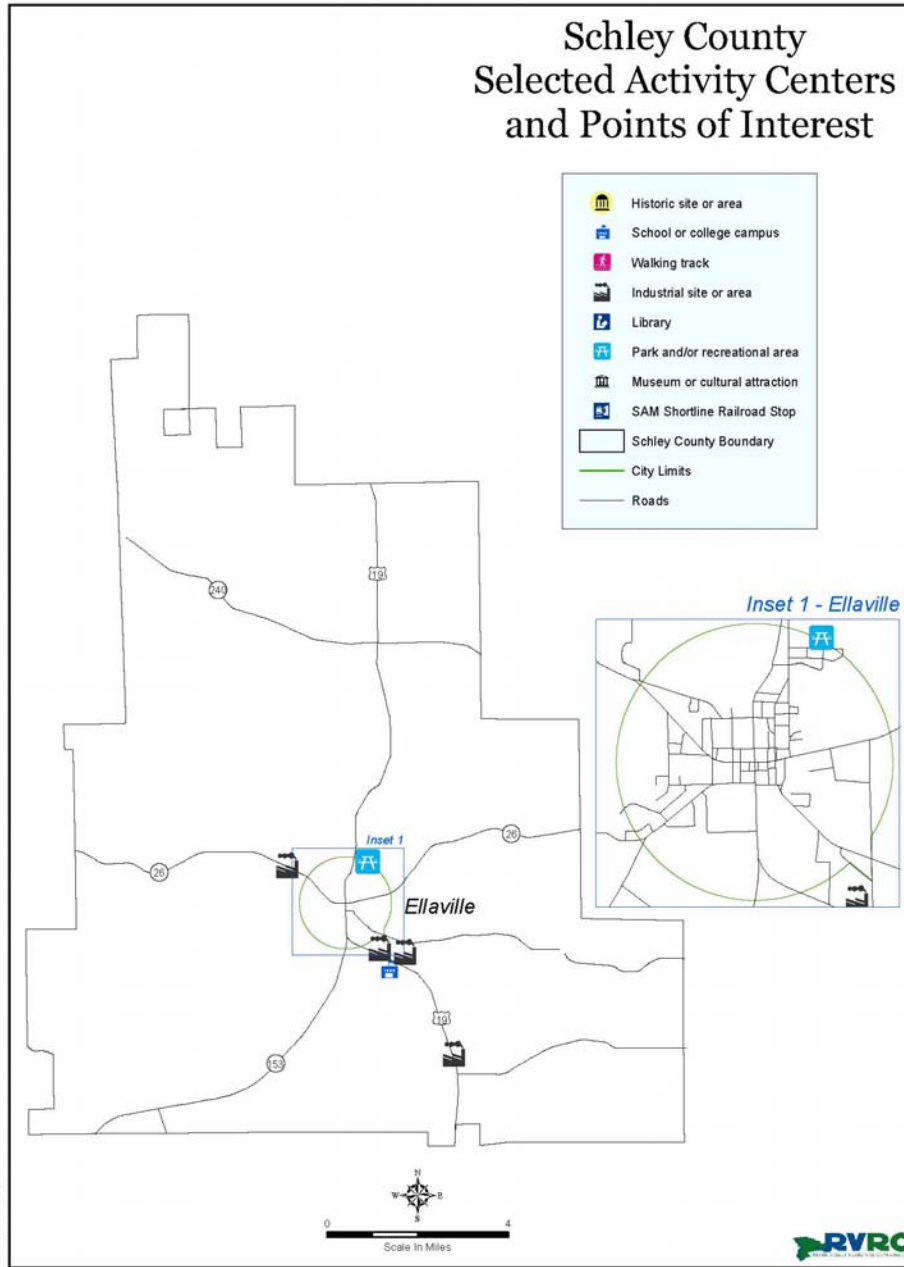 Schley County
Selected Activity Centers
and Points of Interest
Historic site or area
School or college campus
Walking track
Industrial site or area
Library
Park and/or recreational area
Museum or cultural attraction
SAM Shortline Railroad Stop
Schley County Boundary
City Limits
Roads
19
240
Inset 1 - Ellaville
26
Inset 1
26
Ellaville
19
153
N
W
E
S
0
4
Scale In Miles
RVRC